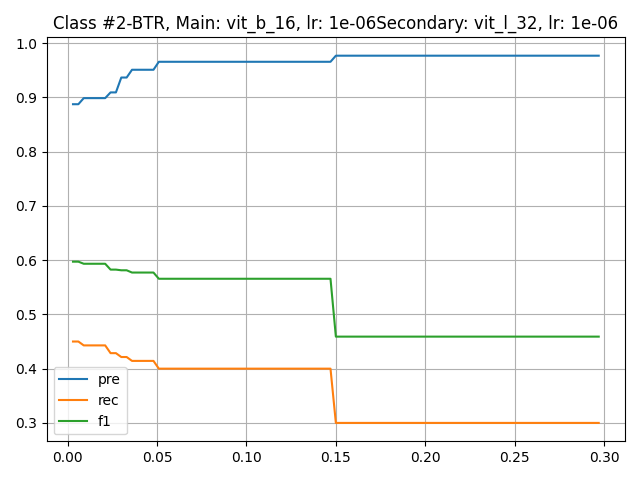 Class #2-BTR, Main: vit_b_16, lr: 1e-06Secondary: vit_l_32, lr: 1e-06
1.0
0.9
0.8
0.7
0.6
0.5
0.4
0.3
pre
rec
f1
0.00 0.05 0.10 0.15 0.20 0.25 0.30